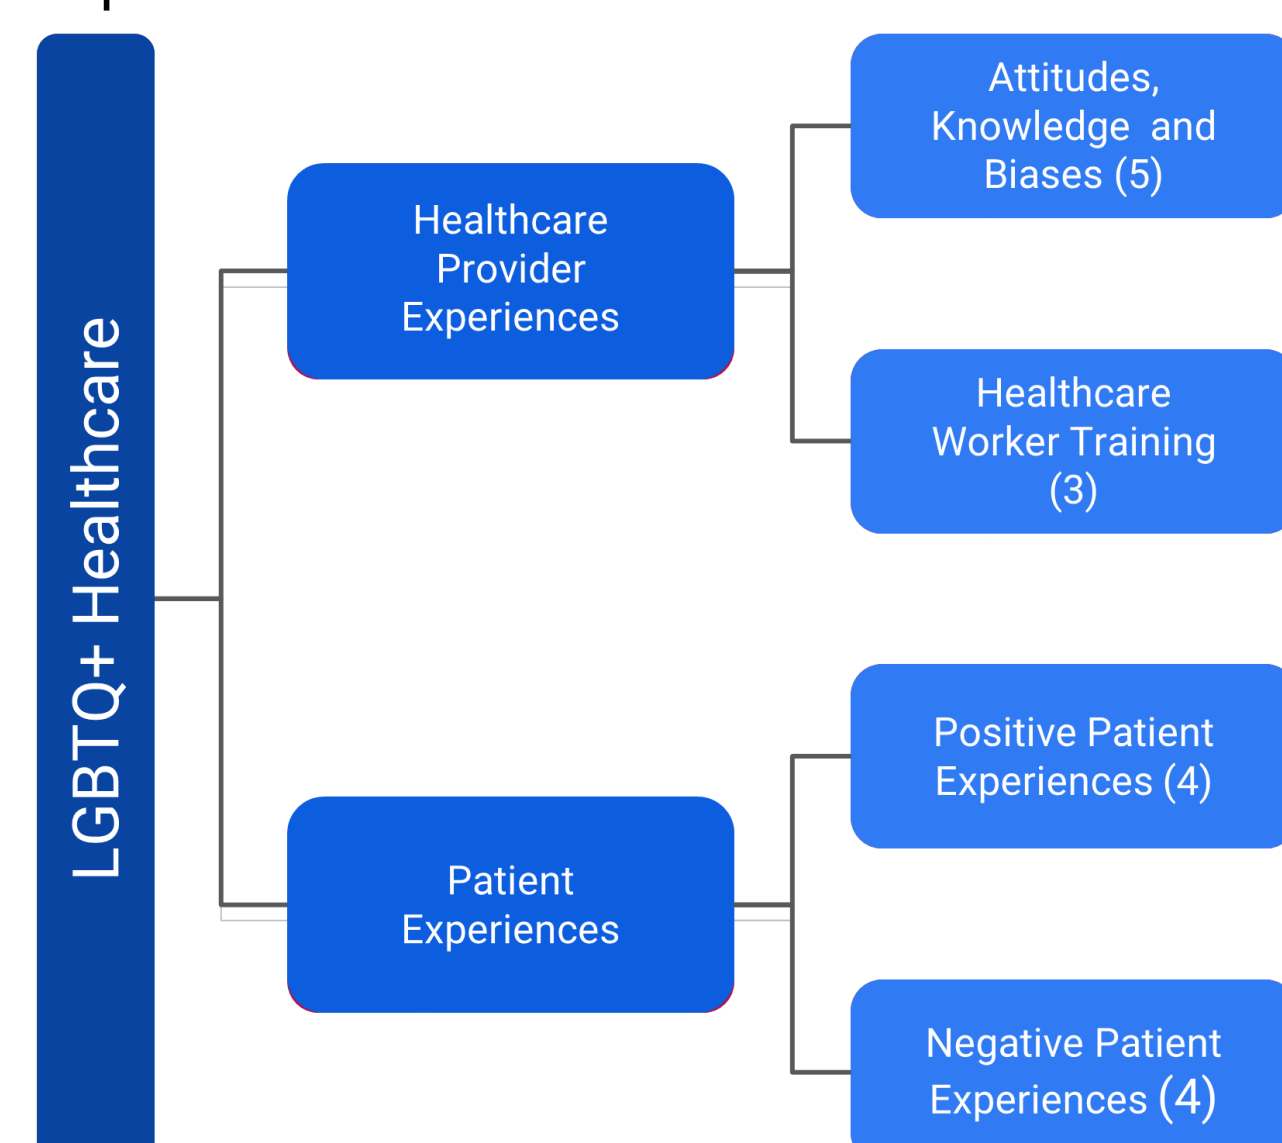 LGBTQ+ Healthcare
Healthcare
Provider
Experiences
Attitudes,
Knowledge  and
Biases (5)
Healthcare
Worker Training
(3)
Patient
Experiences
Positive Patient
Experiences (4)
Negative Patient
Experiences (4)